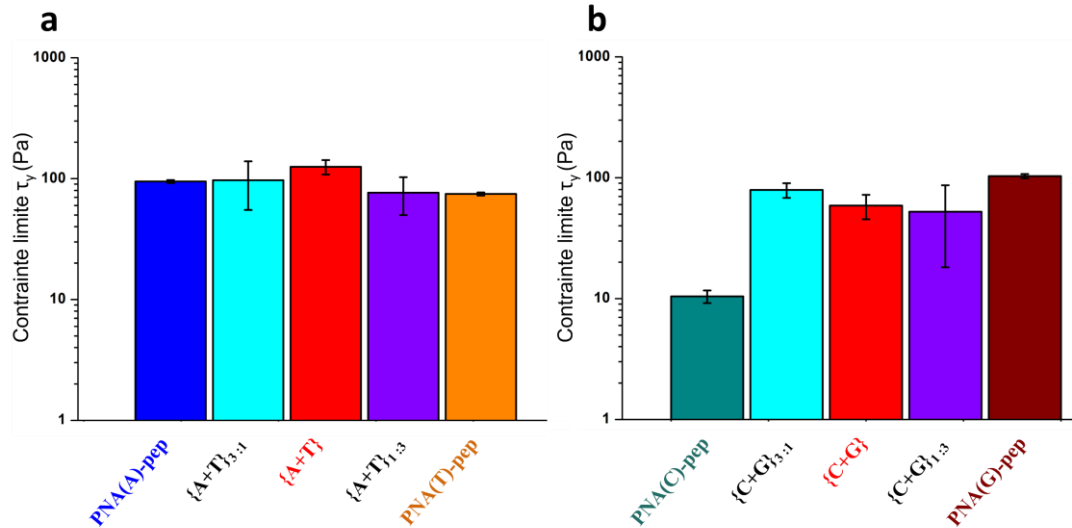 a
1000
100
10
1
Contrainte limite τy (Pa)
PNA(A)-pep
{A+T}3:1
{A+T}
{A+T}1:3
PNA(T)-pep
b
1000
100
10
1
Contrainte limite τy (Pa)
PNA(C)-pep
{C+G}3:1
{C+G}
{C+G}1:3
PNA(G)-pep